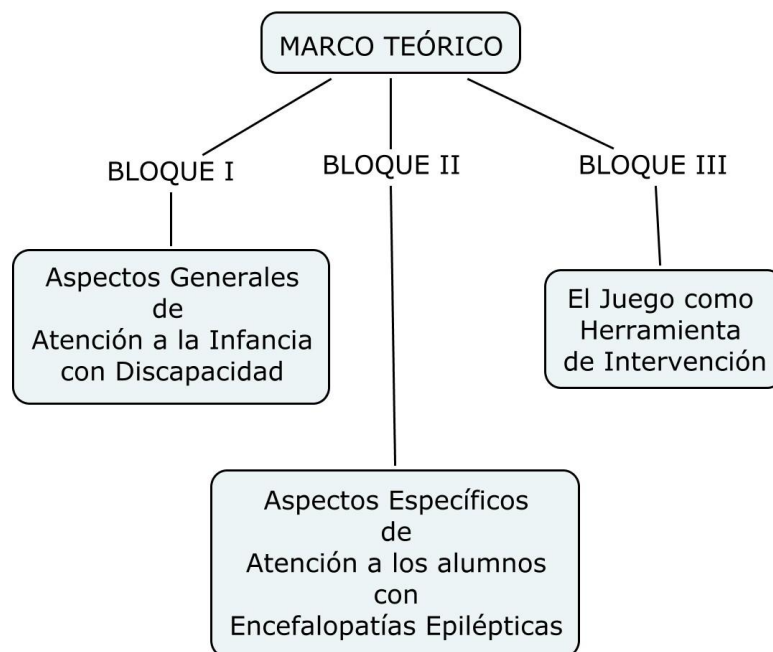 MARCO TEÓRICO
BLOQUE I
BLOQUE II
BLOQUE III
Aspectos Generales
de
Atención a la Infancia
con Discapacidad
El Juego como
Herramienta
de Intervención
Aspectos Específicos
de
Atención a los alumnos
con
Encefalopatías Epilépticas